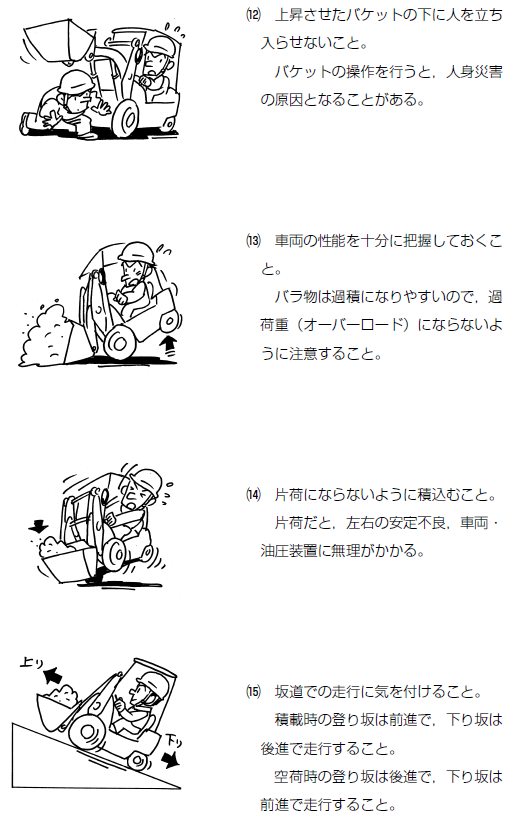 ⑿　上昇させたバケットの下に人を立ち
入らせないこと。
バケットの操作を行うと，人身災害
の原因となることがある。
⒀　車両の性能を十分に把握しておくこ
と。
バラ物は過積になりやすいので，過
荷重（オーバーロード）にならないよ
うに注意すること。
⒁　片荷にならないように積込むこと。
片荷だと，左右の安定不良，車両・
油圧装置に無理がかかる。
上り
下り
⒂　坂道での走行に気を付けること。
積載時の登り坂は前進で，下り坂は
後進で走行すること。
空荷時の登り坂は後進で，下り坂は
前進で走行すること。